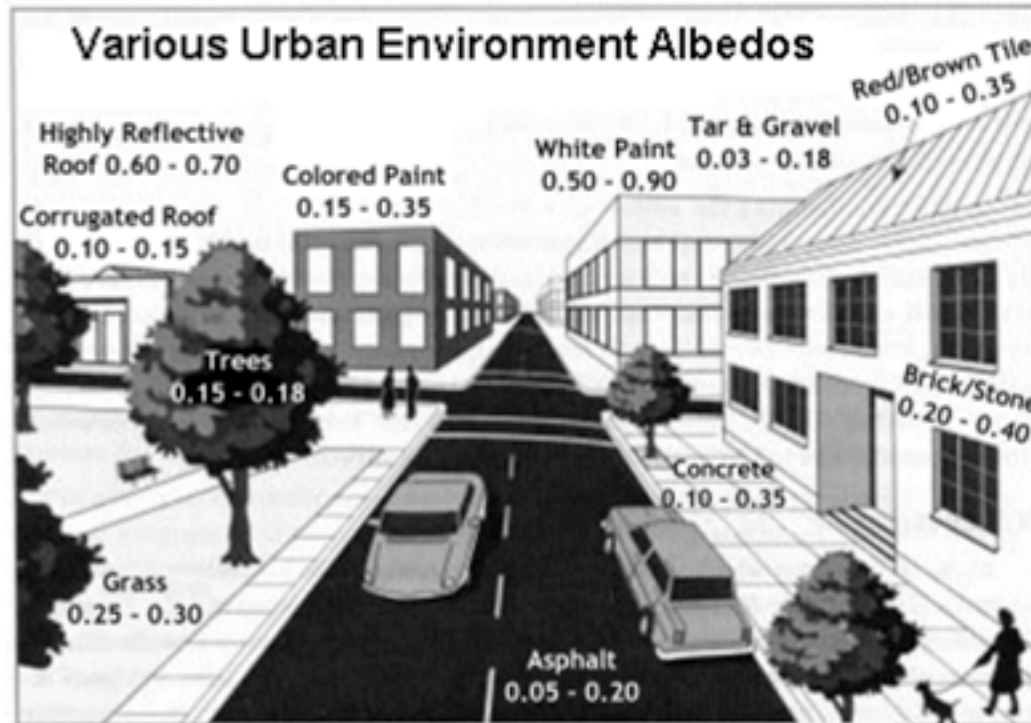 Various Urban Environment Albedos
Highly Reflective
Roof 0.60 - 0.70
Corrugated Roof
0.10 - 0.15
Colored Paint
0.15 - 0.35
White Paint
0.50 - 0.90
Tar & Gravel
0.03 - 0.18
Red/Brown Tile
0.10 - 0.35
Trees
0.15 - 0.18
Brick/Stone
0.20 - 0.40
Concrete
0.10 - 0.35
Grass
0.25 - 0.30
Asphalt
0.05 - 0.20